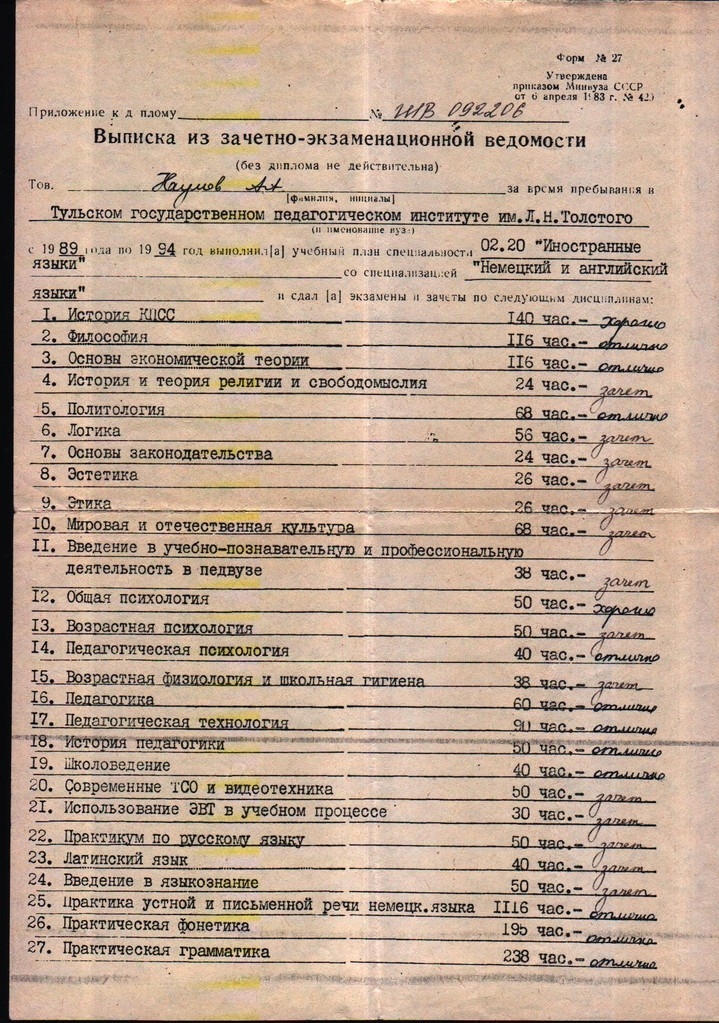 Форм № 27
Утверждена
приказом Минвуза СССР
от 6 апреля 1983 г. №
Приложение к д плому № ШВ 092206
Выписка из зачетно-экзаменационной ведомости
(без диплома не действительна)
Тов. Наумов АА за время пребывания в
[фамилия, инициалы]
Тульском государственном педагогическом институте им.Л.Н.Толстого
(н именование вуза)
с 1989 года по 1994 год выполнил[а] учебный план специальности 02.20 "Иностранные
языки" со специализацией "Немецкий и английский
языки" и сдал [а] экзамены и зачеты по следующим дисциплинам:
1. История КПСС 140 час.- хорошо
2. Философия 116 час.- отлично
3. Основы экономической теории 116 час.- отлично
4. История и теория религии и свободомыслия 24 час.- зачет
5. Политология 68 час.- отлично
6. Логика 56 час.- зачет
7. Основы законодательства 24 час.- зачет
8. Эстетика 26 час.- зачет
9. Этика 26 час.- зачет
10. Мировая и отечественная культура 68 час.- зачет
11. Введение в учебно-познавательную и профессиональную
деятельность в педвузе 38 час.- зачет
12. Общая психология 50 час.- хорошо
13. Возрастная психология 50 час.- зачет
14. Педагогическая психология 40 час.- отлично
15. Возрастная физиология и школьная гигиена 38 час.- зачет
16. Педагогика 60 час.- отлично
17. Педагогическая технология 90 час.- отлично
18. История педагогики 50 час.- отлично
19. Школоведение 40 час.- отлично
20. Современные ТСО и видеотехника 50 час.- зачет
21. Использование ЭВТ в учебном процессе 30 час.- зачет
22. Практикум по русскому языку 50 час.- зачет
23. Латинский язык 40 час.- зачет
24. Введение в языкознание 50 час.- зачет
25. Практика устной и письменной речи немецк.языка 1116 час.- отлично
26. Практическая фонетика 195 час.- отлично
27. Практическая грамматика 238 час.- отлично